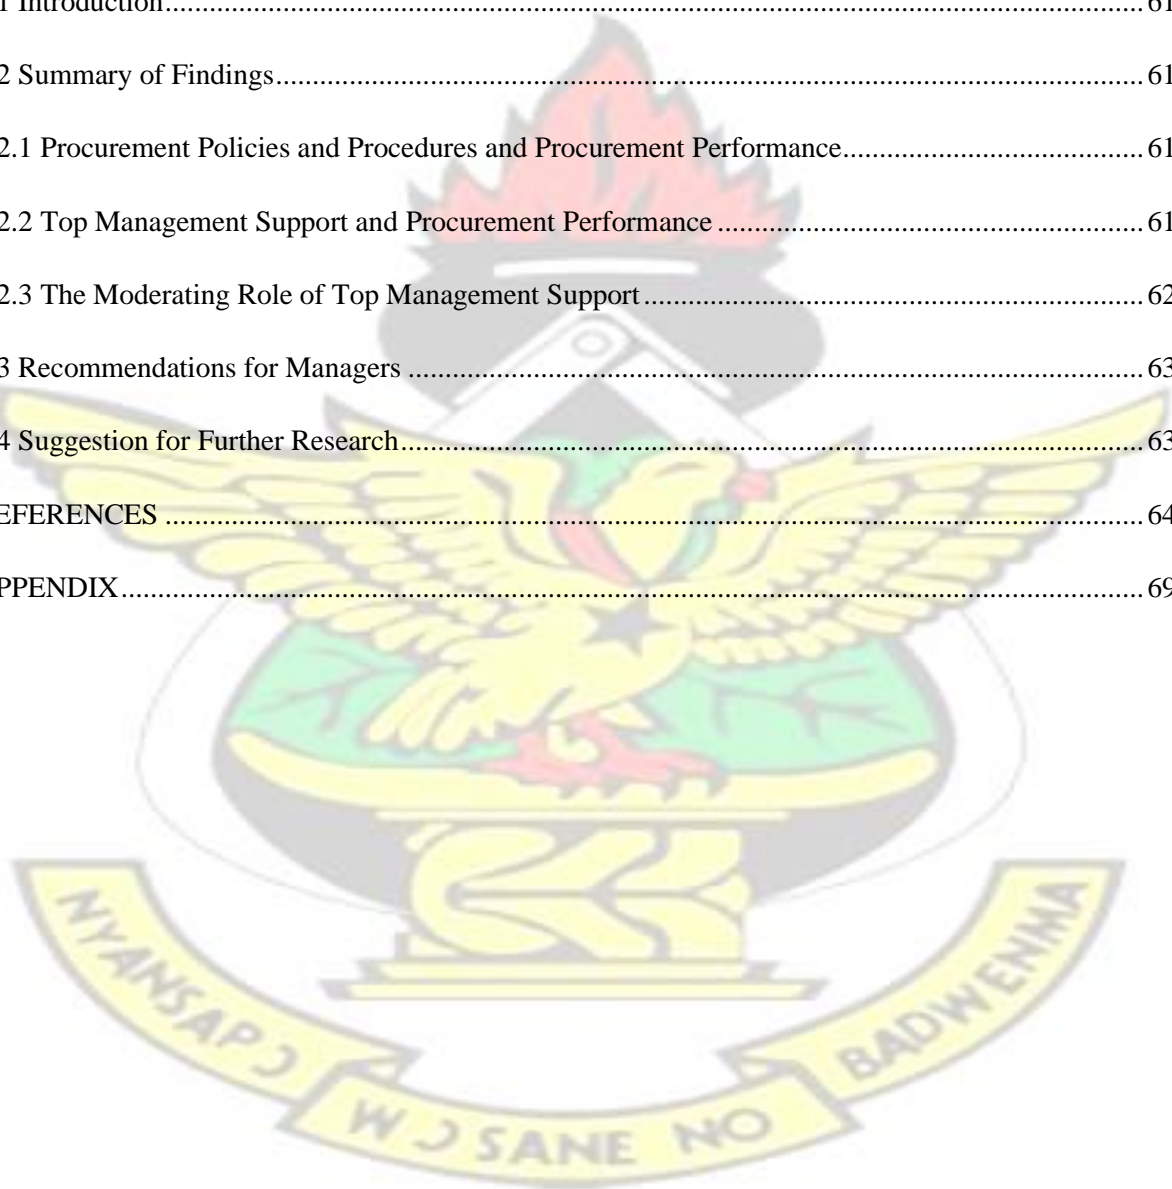 1 Introduction.......................................................................................................... 61
2 Summary of Findings.......................................................................................... 61
2.1 Procurement Policies and Procedures and Procurement Performance................................ 61
2.2 Top Management Support and Procurement Performance ................................................ 61
2.3 The Moderating Role of Top Management Support ........................................................ 62
3 Recommendations for Managers ........................................................................... 63
4 Suggestion for Further Research............................................................................ 63
EFERENCES .......................................................................................................... 64
PPENDIX................................................................................................................ 69
NYANSAPƆ
WƆSANE NO
BADWENMA